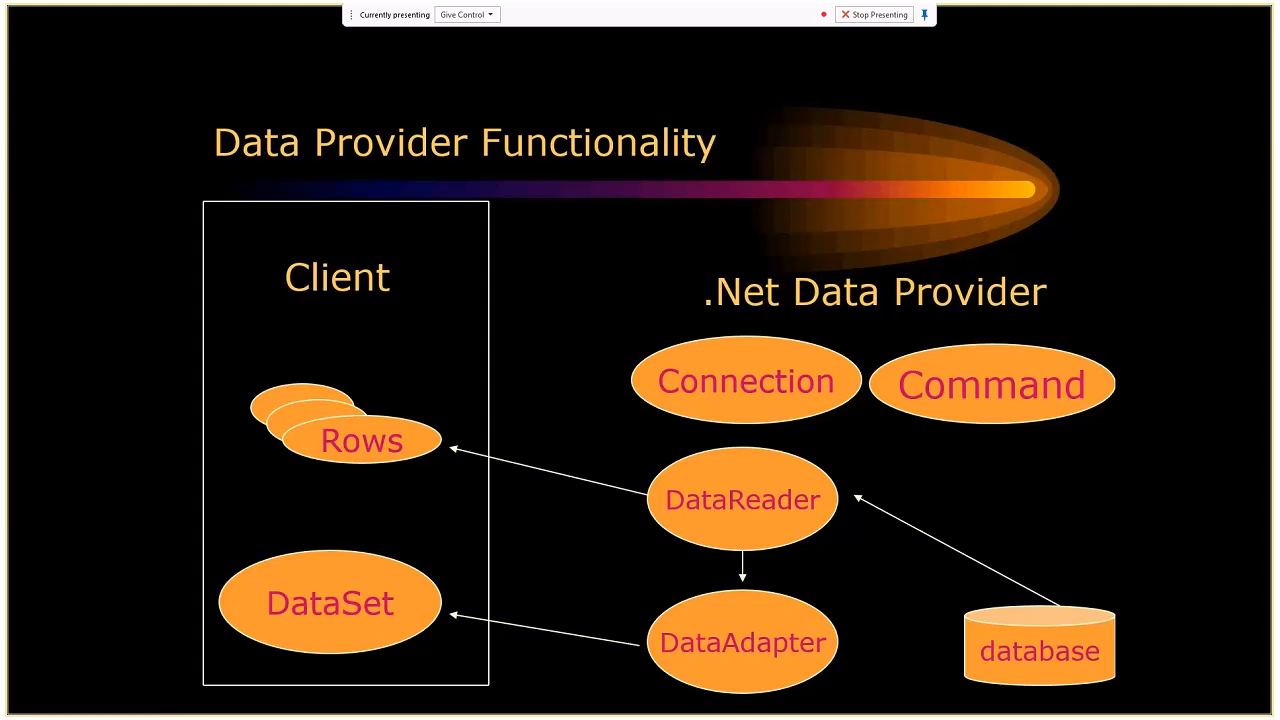 Currently presenting Give Control Stop Presenting
Data Provider Functionality
Client
.Net Data Provider
Connection
Command
Rows
DataReader
DataSet
DataAdapter
database